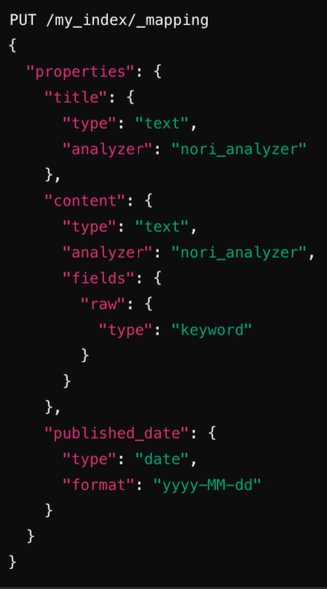 PUT /my_index/_mapping
{
  "properties": {
    "title": {
      "type": "text",
      "analyzer": "nori_analyzer"
    },
    "content": {
      "type": "text",
      "analyzer": "nori_analyzer",
      "fields": {
        "raw": {
          "type": "keyword"
        }
      }
    },
    "published_date": {
      "type": "date",
      "format": "yyyy-MM-dd"
    }
  }
}